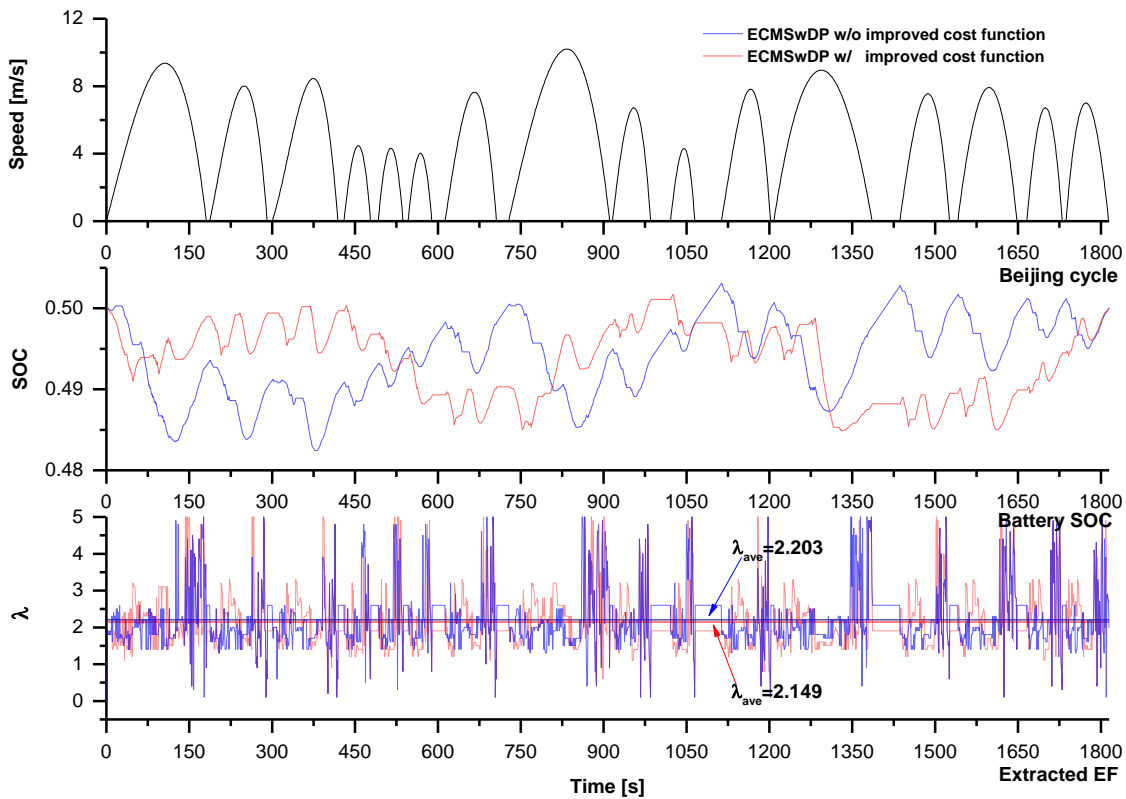 12
8
4
0
Speed [m/s]
ECMSwDP w/o improved cost function
ECMSwDP w/ improved cost function
0 150 300 450 600 750 900 1050 1200 1350 1500 1650 1800
Beijing cycle
0.50
0.49
0.48
SOC
0 150 300 450 600 750 900 1050 1200 1350 1500 1650 1800
Battery SOC
5
4
3
2
1
0
λ
λave=2.203
λave=2.149
0 150 300 450 600 750 900 1050 1200 1350 1500 1650 1800
Time [s]
Extracted EF